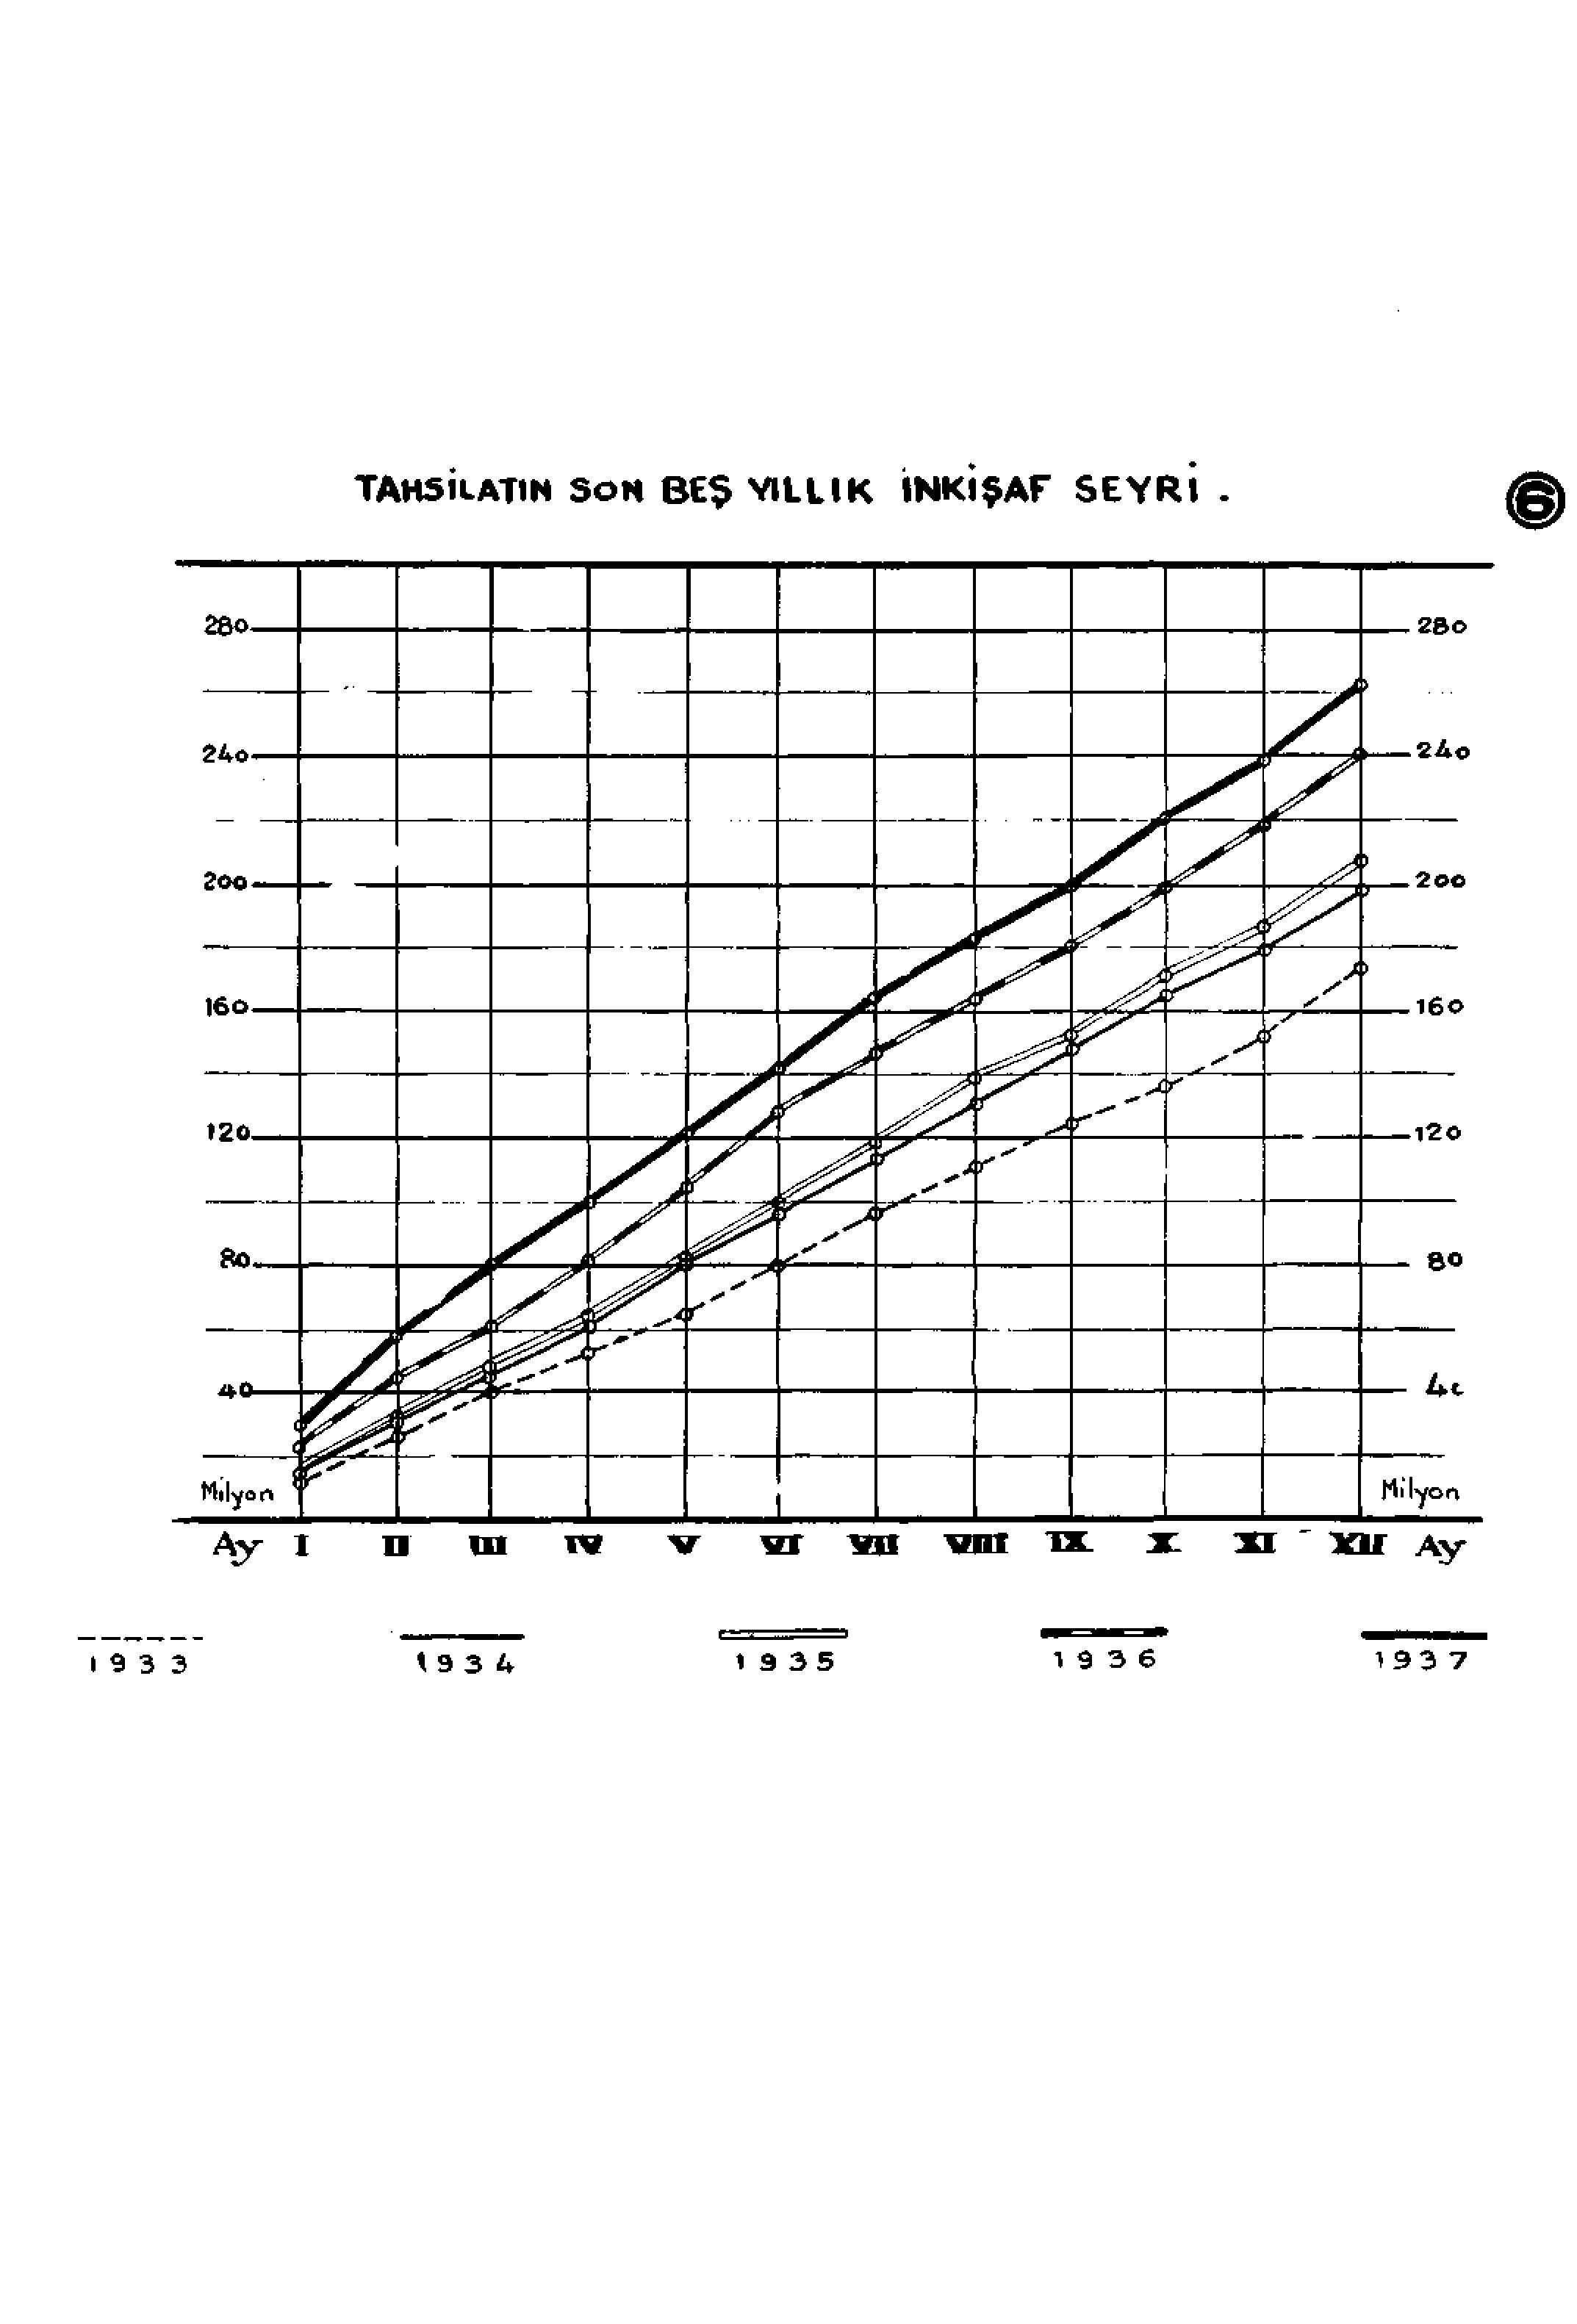 TAHSİLATIN SON BEŞ YILLIK İNKİŞAF SEYRİ .
6
280 280
240 240
200 200
160 160
120 120
80 80
40 4c
Milyon Milyon
Ay I II III IV V VI VII VIII IX X XI XII Ay
1933 1934 1935 1936 1937